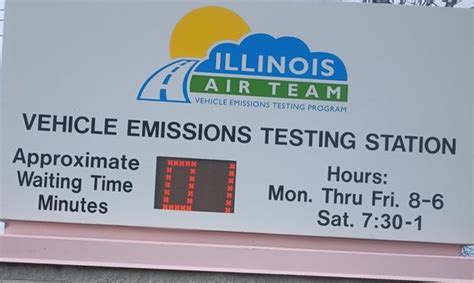 ILLINOIS
AIR TEAM
VEHICLE EMISSIONS TESTING PROGRAM
VEHICLE EMISSIONS TESTING STATION
Approximate
Waiting Time
Minutes
01
Hours:
Mon. Thru Fri. 8-6
Sat. 7:30-1